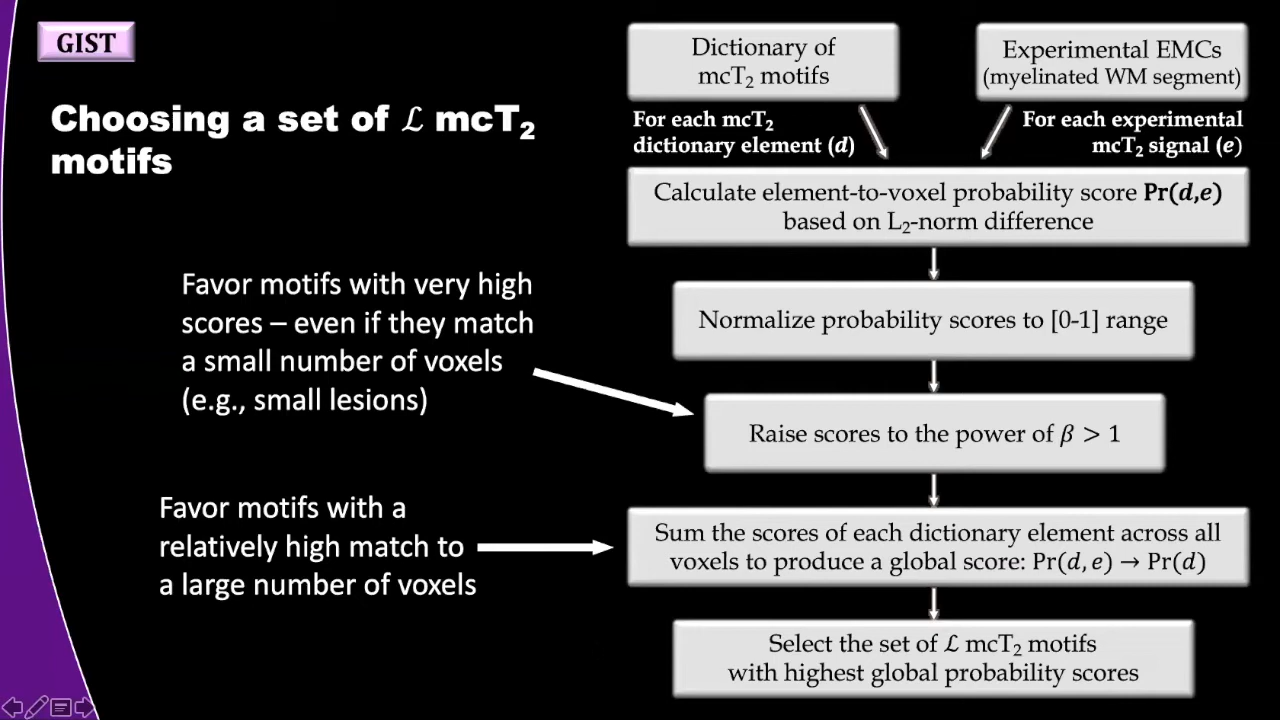 GIST
Choosing a set of ℒ mcT₂
motifs
Dictionary of
mcT₂ motifs
Experimental EMCs
(myelinated WM segment)
For each mcT₂
dictionary element (d)
For each experimental
mcT₂ signal (e)
Calculate element-to-voxel probability score Pr(d,e)
based on L₂-norm difference
Favor motifs with very high
scores – even if they match
a small number of voxels
(e.g., small lesions)
Normalize probability scores to [0-1] range
Raise scores to the power of β > 1
Favor motifs with a
relatively high match to
a large number of voxels
Sum the scores of each dictionary element across all
voxels to produce a global score: Pr(d, e) → Pr(d)
Select the set of ℒ mcT₂ motifs
with highest global probability scores